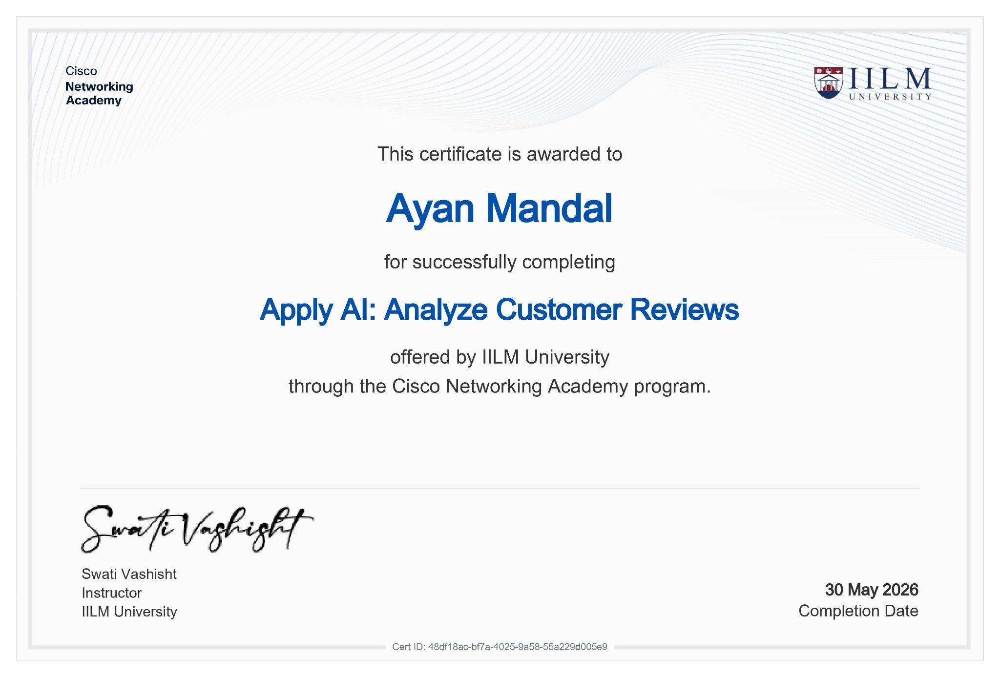 Cisco
Networking
Academy
IILM
UNIVERSITY
This certificate is awarded to
Ayan Mandal
for successfully completing
Apply AI: Analyze Customer Reviews
offered by IILM University
through the Cisco Networking Academy program.
Swati Vashisht
Swati Vashisht
Instructor
IILM University
30 May 2026
Completion Date
Cert ID: 48df18ac-bf7a-4025-9a58-55a229d005e9